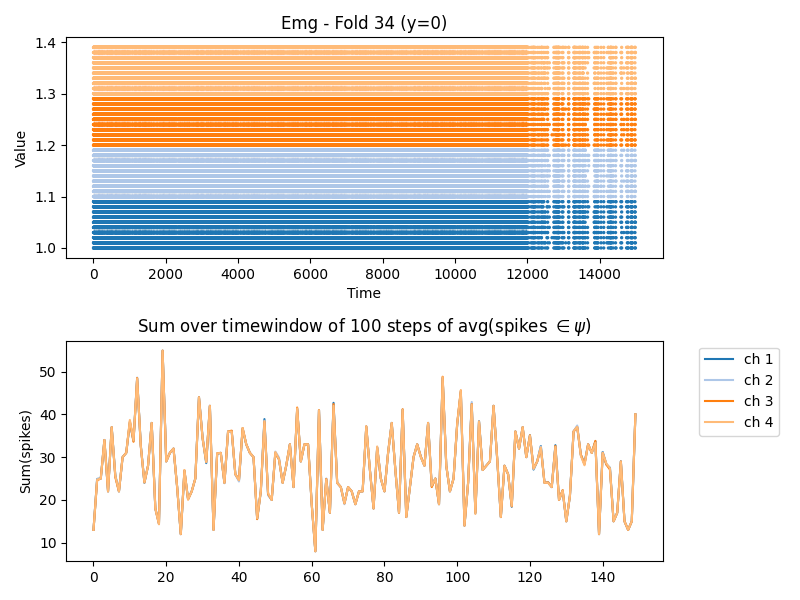 Emg - Fold 34 (y=0)
1.4
1.3
1.2
1.1
1.0
Value
0 2000 4000 6000 8000 10000 12000 14000
Time
Sum over timewindow of 100 steps of avg(spikes ∈ ψ)
50
40
30
20
10
Sum(spikes)
0 20 40 60 80 100 120 140
ch 1
ch 2
ch 3
ch 4